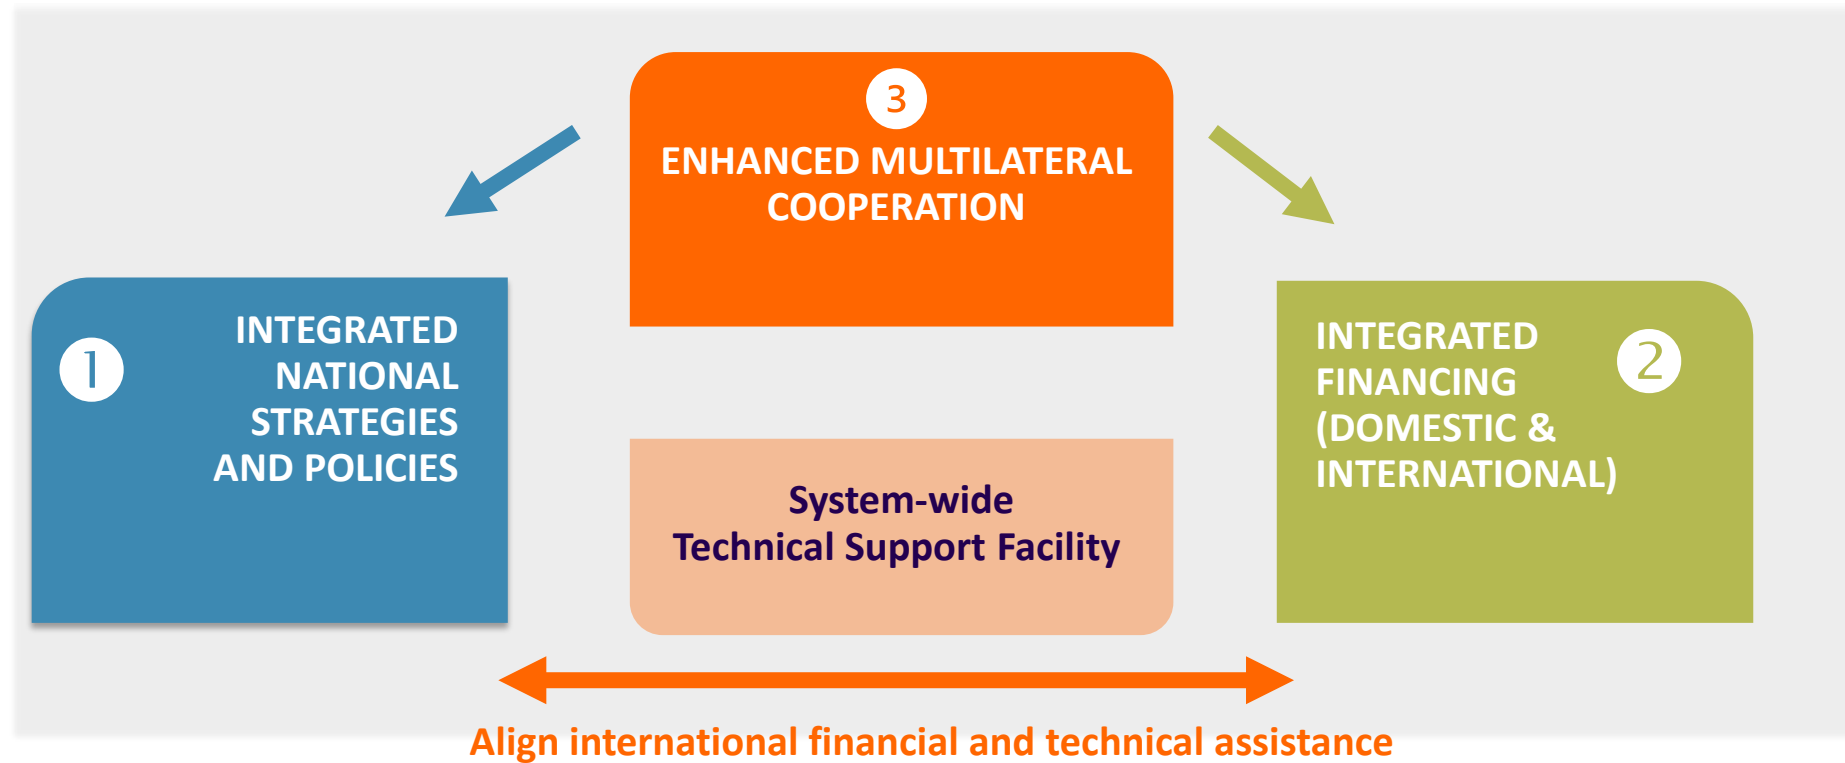 3
ENHANCED MULTILATERAL
COOPERATION
1
INTEGRATED
NATIONAL
STRATEGIES
AND POLICIES
INTEGRATED
FINANCING
(DOMESTIC &
INTERNATIONAL)
2
System-wide
Technical Support Facility
Align international financial and technical assistance